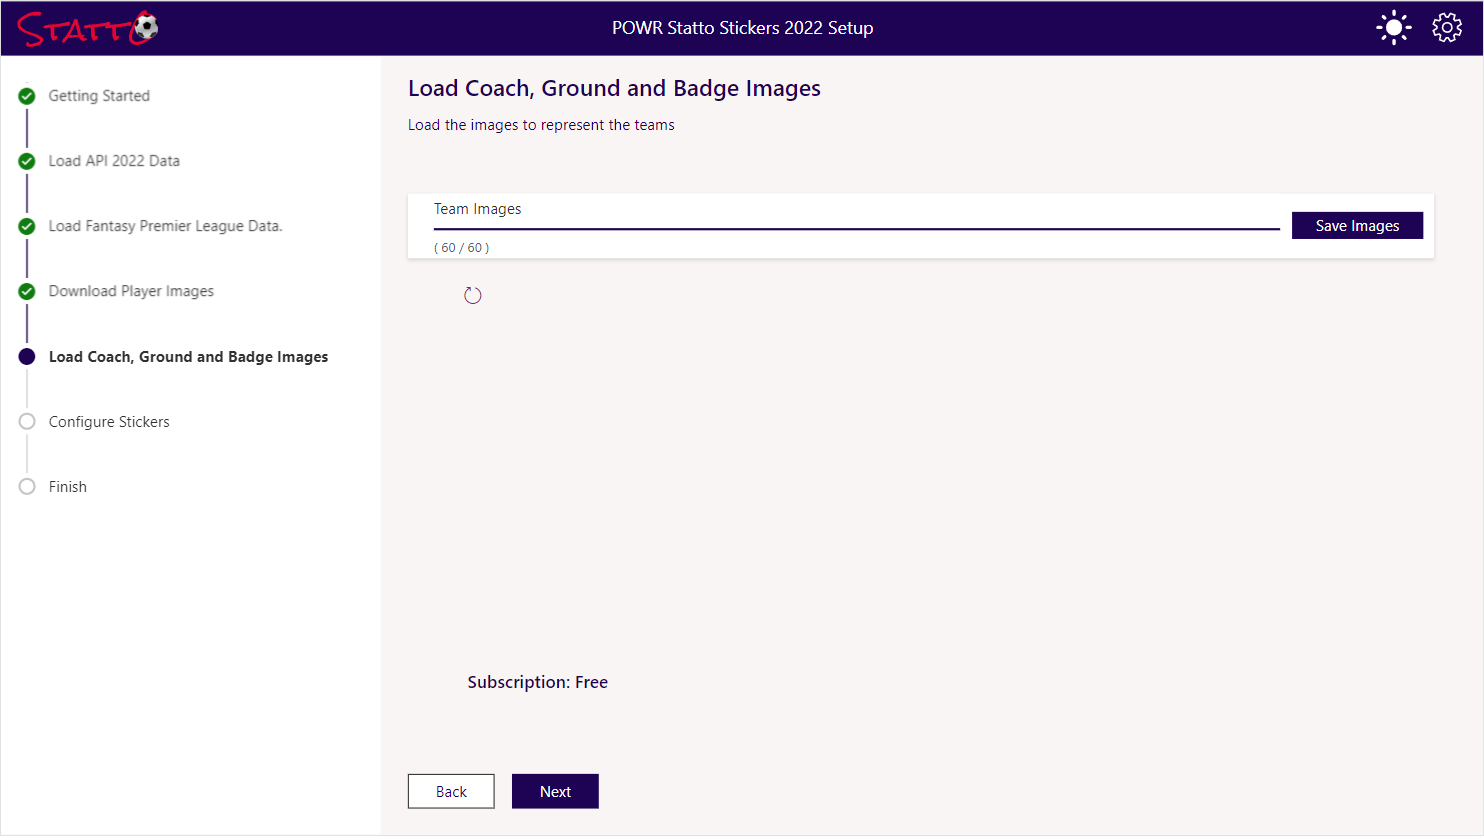 STATTO
POWR Statto Stickers 2022 Setup
Getting Started
Load API 2022 Data
Load Fantasy Premier League Data.
Download Player Images
Load Coach, Ground and Badge Images
Configure Stickers
Finish
Load Coach, Ground and Badge Images
Load the images to represent the teams
Team Images
( 60 / 60 )
Save Images
Subscription: Free
Back
Next